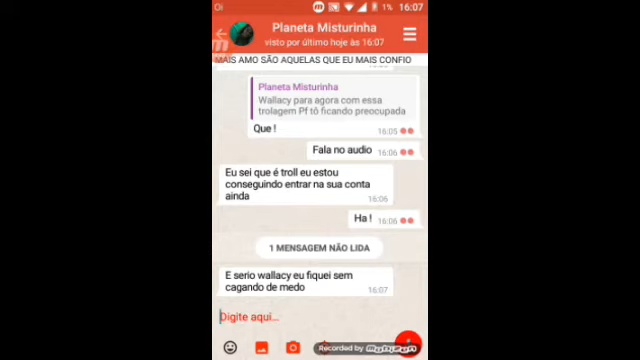 Oi
1% 16:07
Planeta Misturinha
visto por último hoje às 16:07
MAIS AMO SÃO AQUELAS QUE EU MAIS CONFIO
Planeta Misturinha
Wallacy para agora com essa
trolagem Pf tô ficando preocupada
Que !
16:05
Fala no audio
16:06
Eu sei que é troll eu estou
conseguindo entrar na sua conta
ainda
16:06
Ha !
16:06
1 MENSAGEM NÃO LIDA
E serio wallacy eu fiquei sem
cagando de medo
16:07
Digite aqui...
Recorded by Mobizen